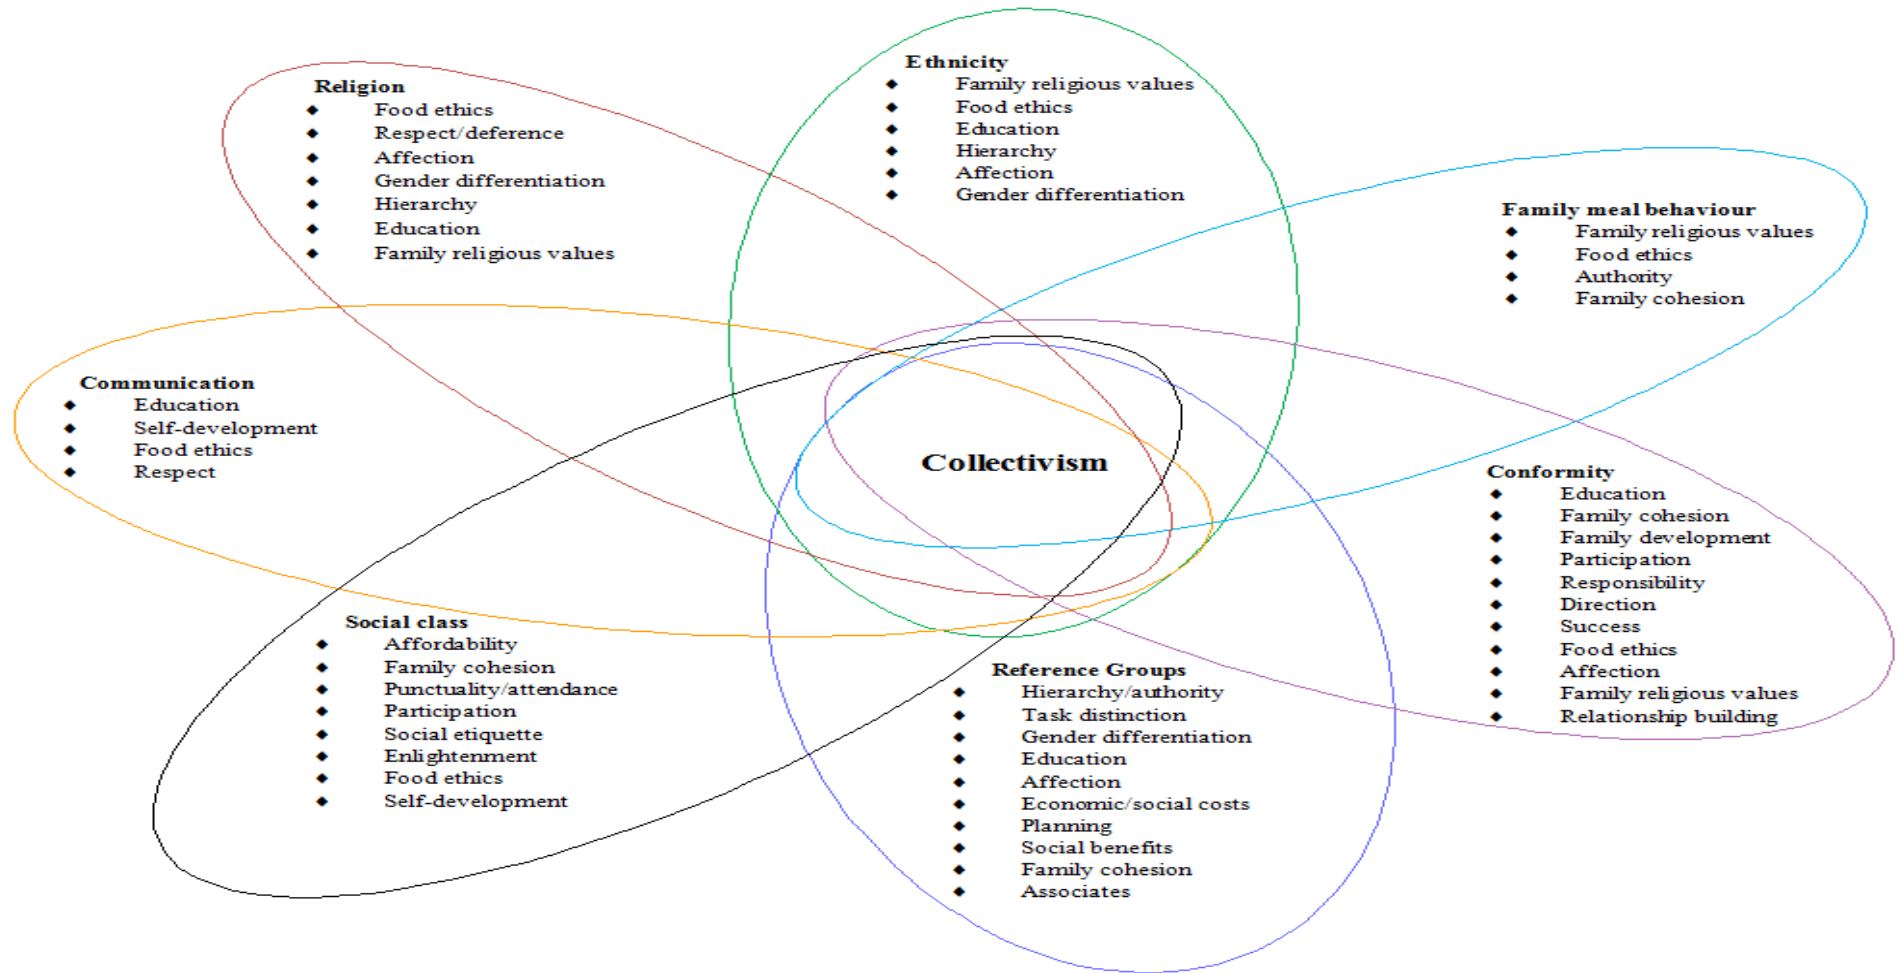 Ethnicity
◆ Family religious values
◆ Food ethics
◆ Education
◆ Hierarchy
◆ Affection
◆ Gender differentiation
Religion
◆ Food ethics
◆ Respect/deference
◆ Affection
◆ Gender differentiation
◆ Hierarchy
◆ Education
◆ Family religious values
Family meal behaviour
◆ Family religious values
◆ Food ethics
◆ Authority
◆ Family cohesion
Communication
◆ Education
◆ Self-development
◆ Food ethics
◆ Respect
Collectivism
Conformity
◆ Education
◆ Family cohesion
◆ Family development
◆ Participation
◆ Responsibility
◆ Direction
◆ Success
◆ Food ethics
◆ Affection
◆ Family religious values
◆ Relationship building
Social class
◆ Affordability
◆ Family cohesion
◆ Punctuality/attendance
◆ Participation
◆ Social etiquette
◆ Enlightenment
◆ Food ethics
◆ Self-development
Reference Groups
◆ Hierarchy/authority
◆ Task distinction
◆ Gender differentiation
◆ Education
◆ Affection
◆ Economic/social costs
◆ Planning
◆ Social benefits
◆ Family cohesion
◆ Associates